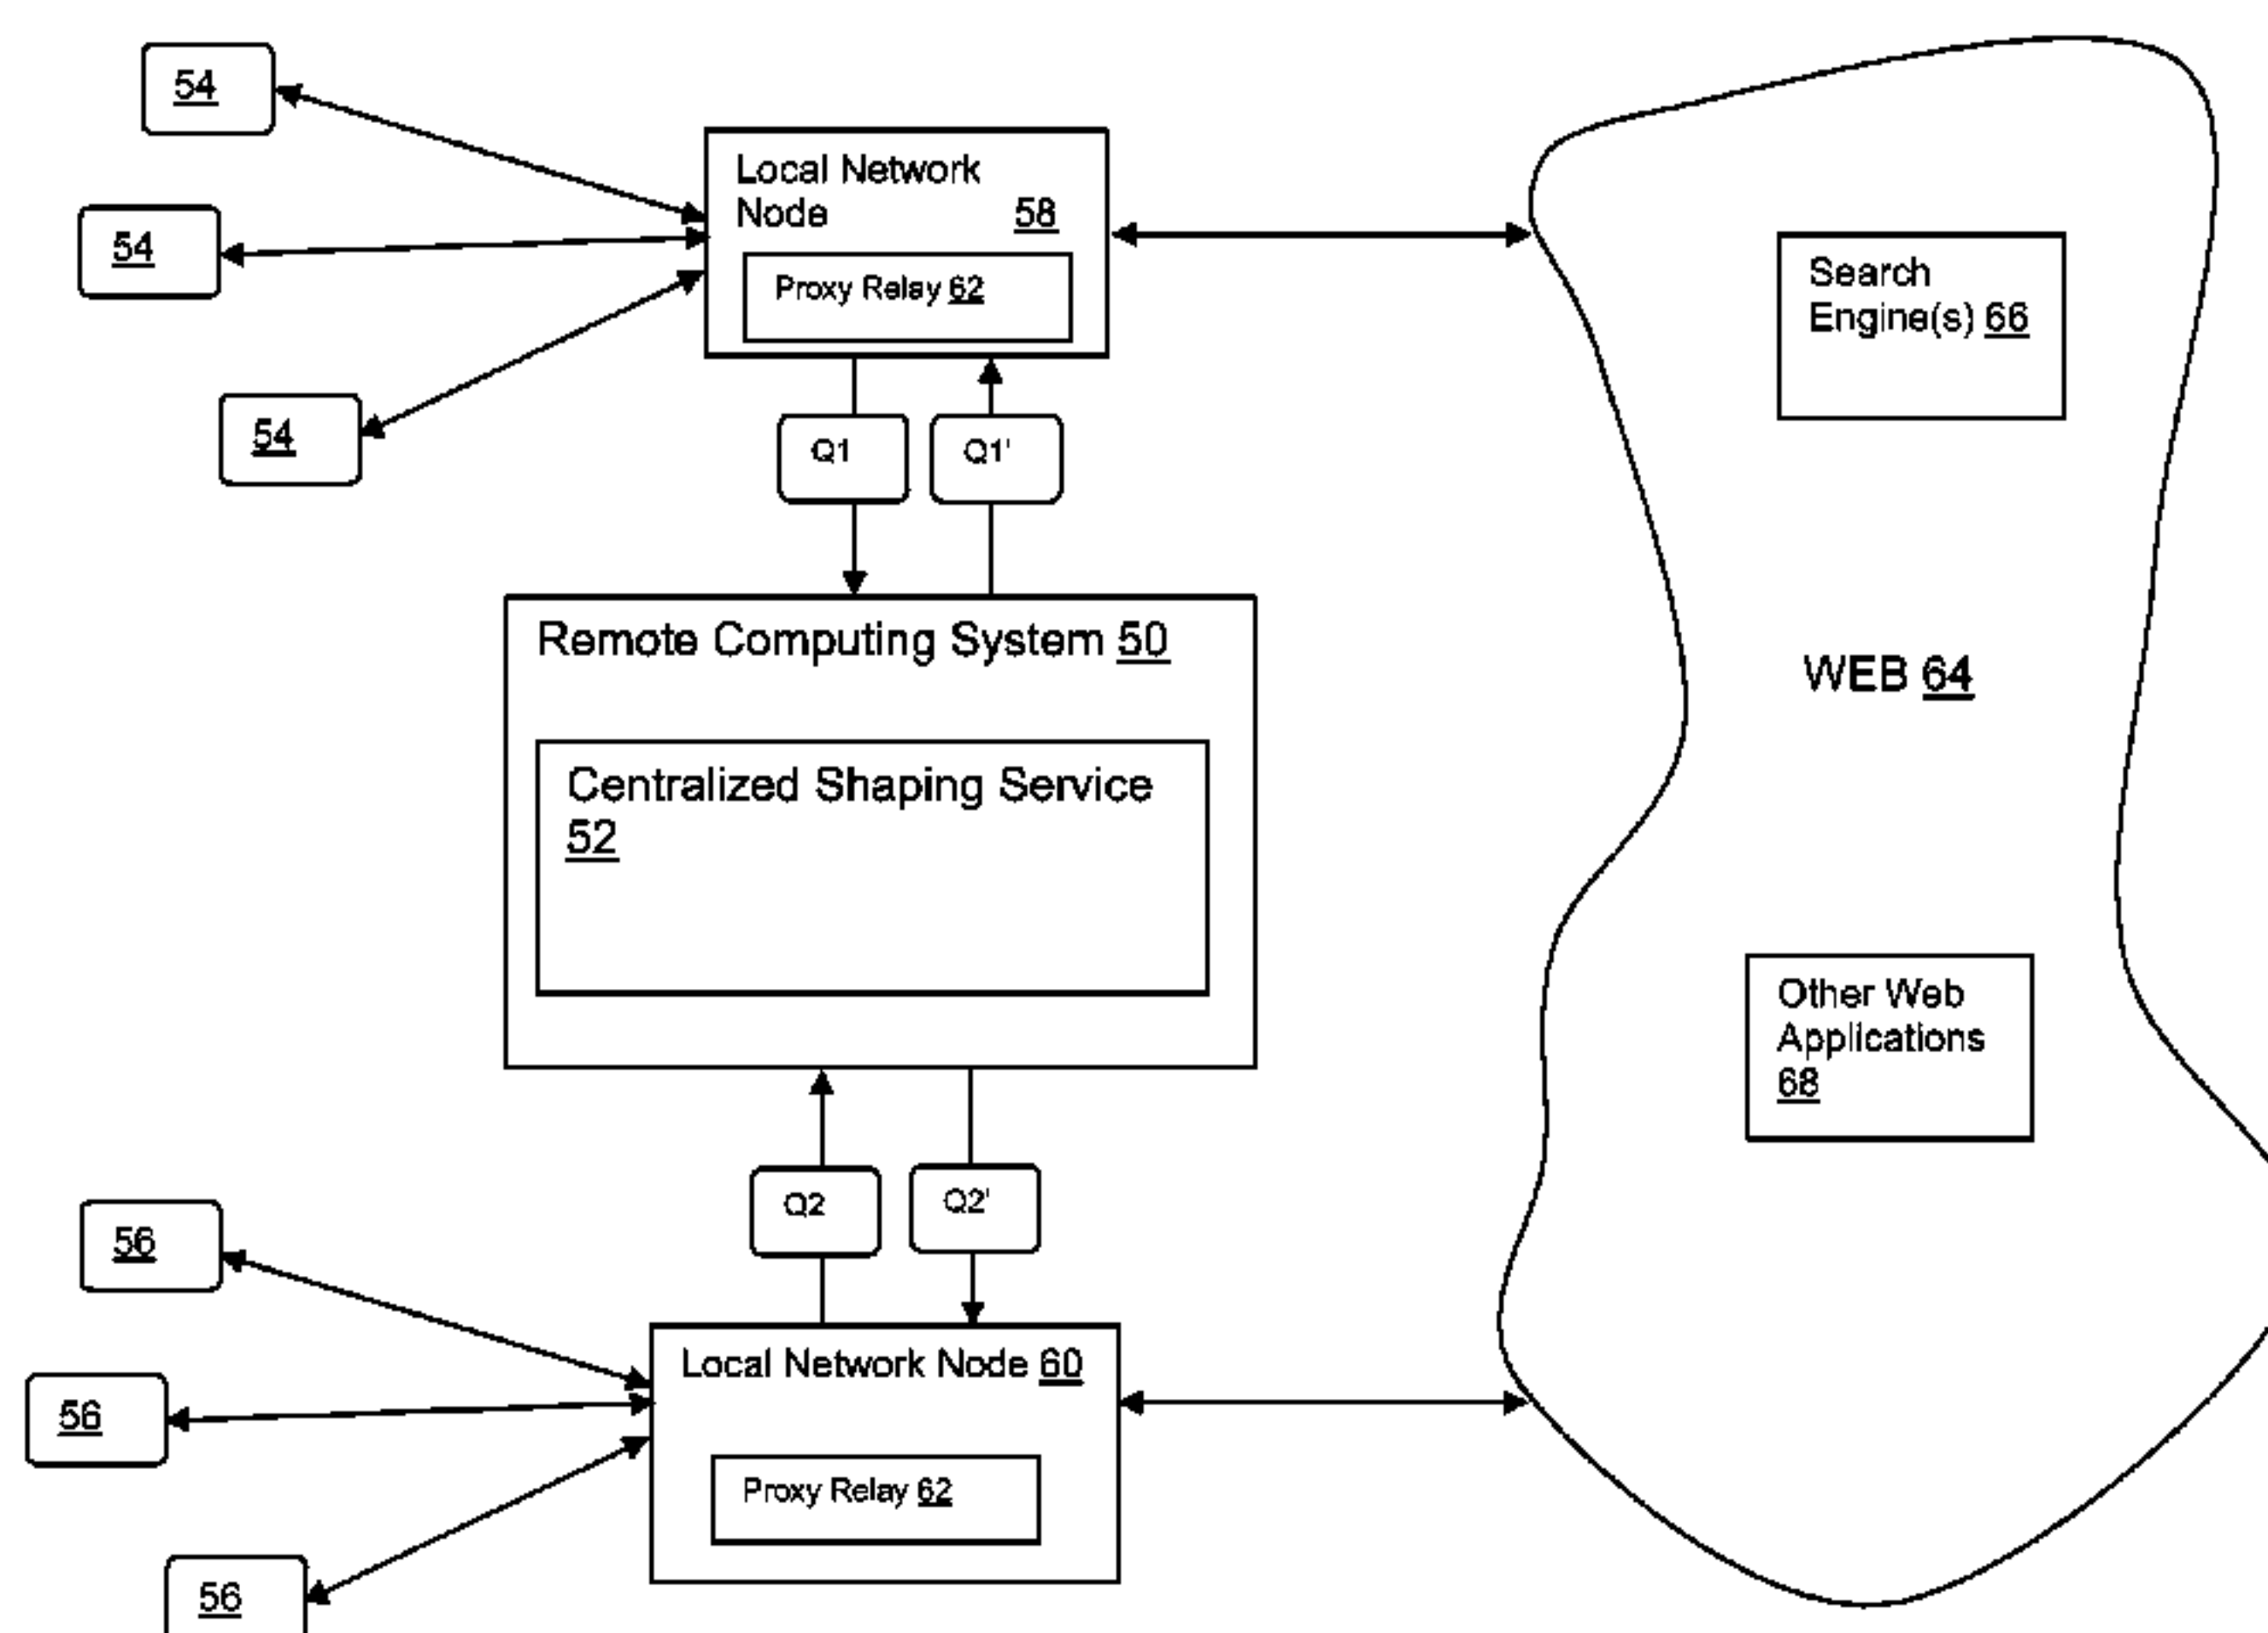 54
54
54
Local Network
Node 58
Proxy Relay 62
Search
Engine(s) 66
Q1
Q1'
Remote Computing System 50
WEB 64
Centralized Shaping Service
52
Other Web
Applications
68
Q2
Q2'
56
56
56
Local Network Node 60
Proxy Relay 62